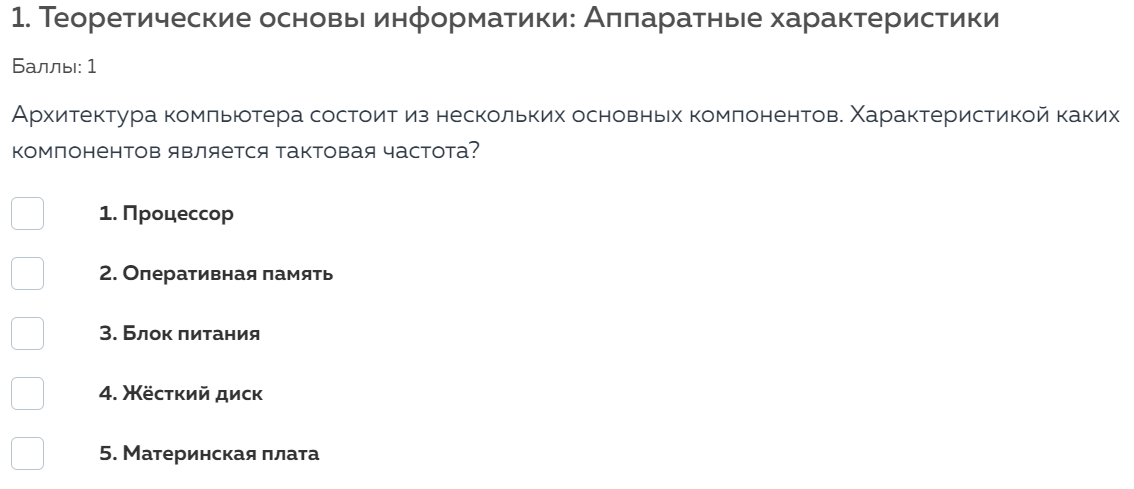 1. Теоретические основы информатики: Аппаратные характеристики
Баллы: 1
Архитектура компьютера состоит из нескольких основных компонентов. Характеристикой каких
компонентов является тактовая частота?
1. Процессор
2. Оперативная память
3. Блок питания
4. Жёсткий диск
5. Материнская плата